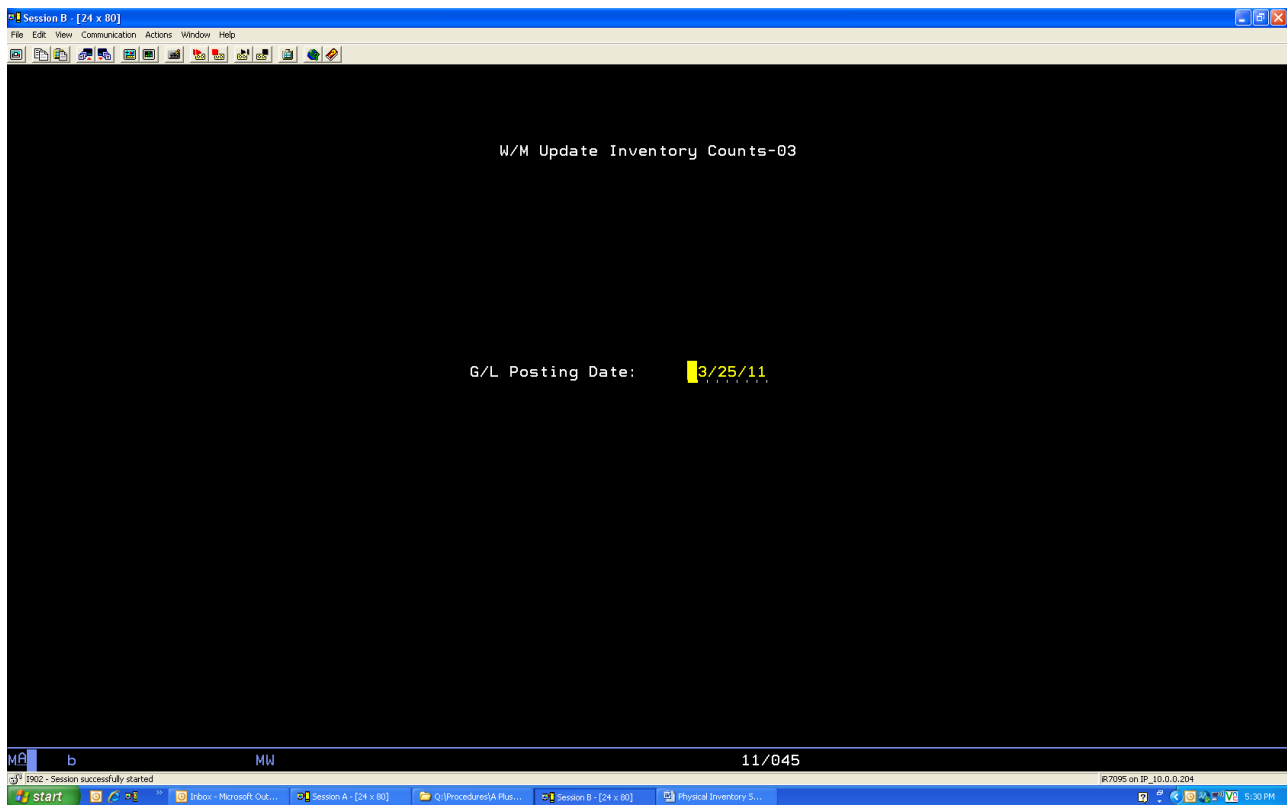 Session B - [24 x 80]
File Edit View Communication Actions Window Help
W/M Update Inventory Counts-03
G/L Posting Date: 3/25/11
MA b MW 11/045
I902 - Session successfully started iR7095 on IP_10.0.0.204
start Inbox - Microsoft Out... Session A - [24 x 80] Q:\Procedures\A Plus... Session B - [24 x 80] Physical Inventory S... 5:30 PM